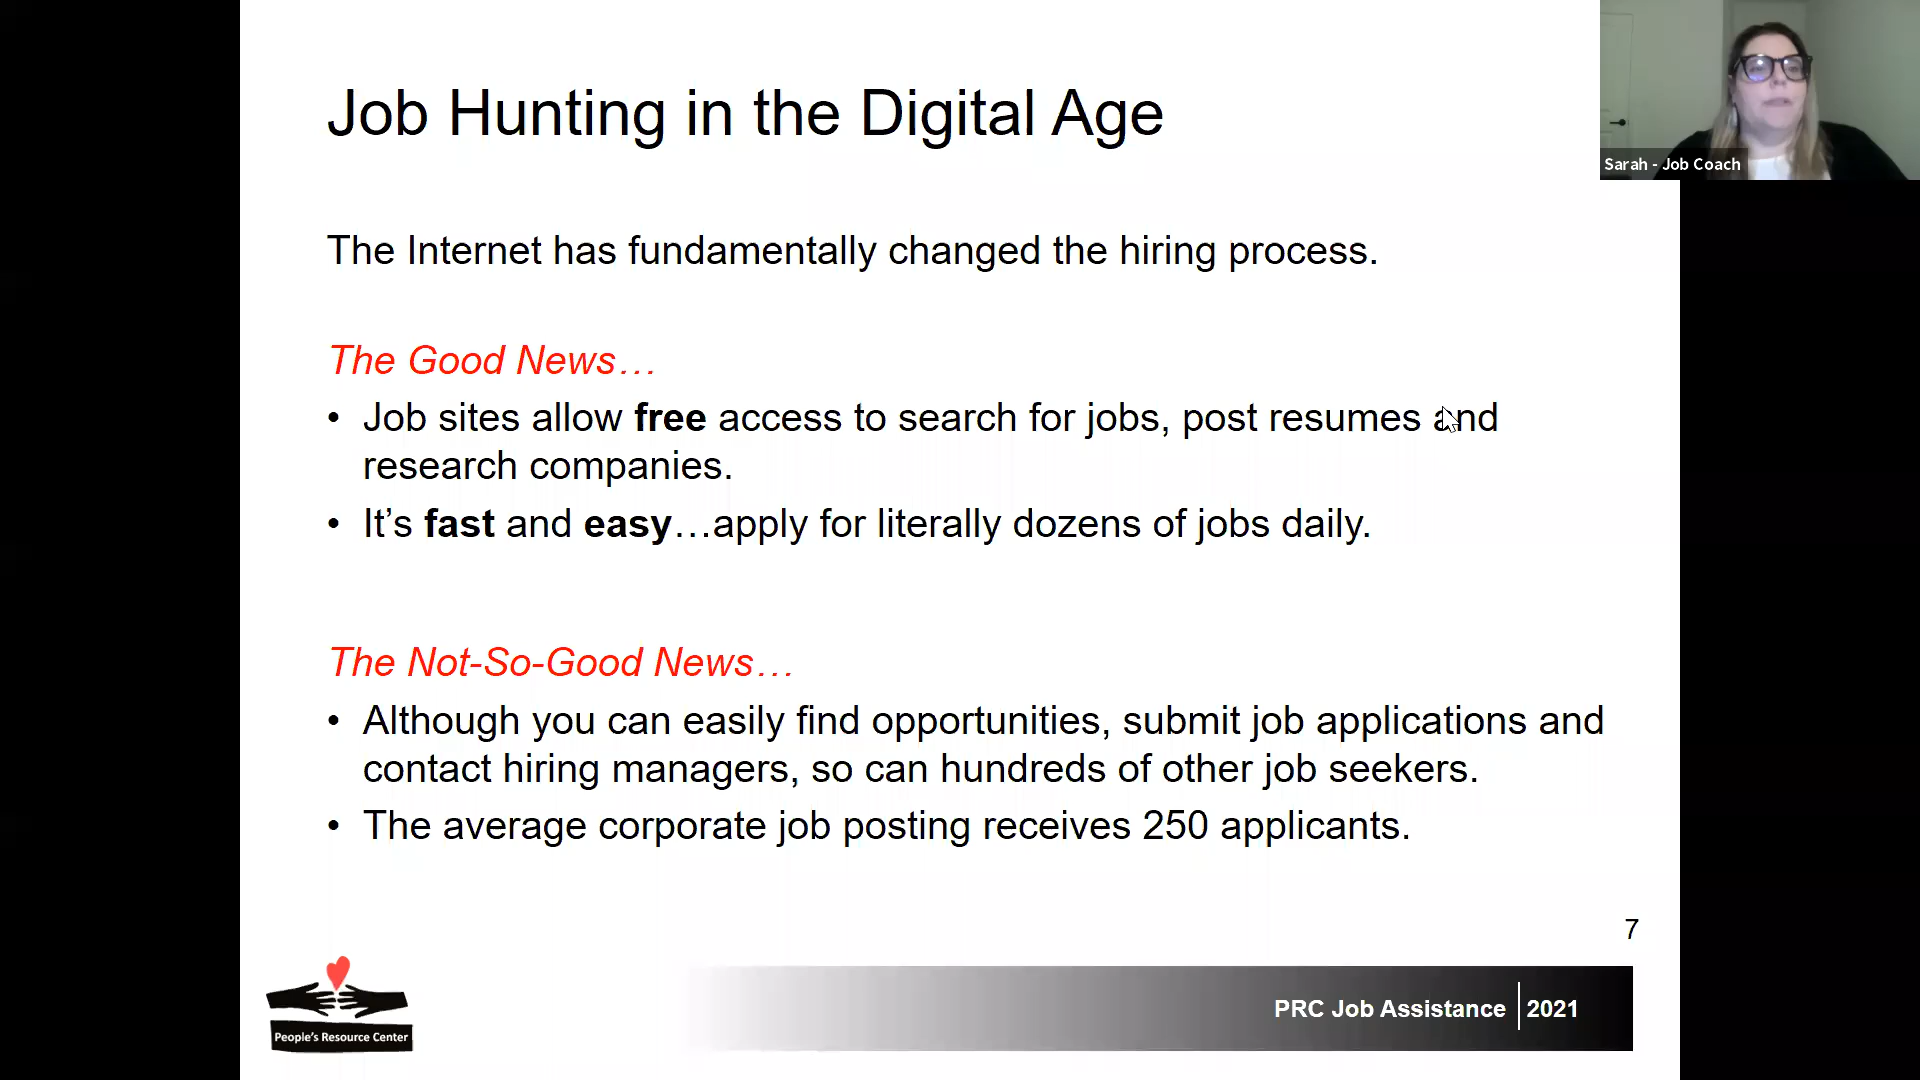 Job Hunting in the Digital Age
Sarah - Job Coach
The Internet has fundamentally changed the hiring process.
The Good News…
• Job sites allow free access to search for jobs, post resumes and
research companies.
• It’s fast and easy…apply for literally dozens of jobs daily.
The Not-So-Good News…
• Although you can easily find opportunities, submit job applications and
contact hiring managers, so can hundreds of other job seekers.
• The average corporate job posting receives 250 applicants.
7
People’s Resource Center
PRC Job Assistance | 2021